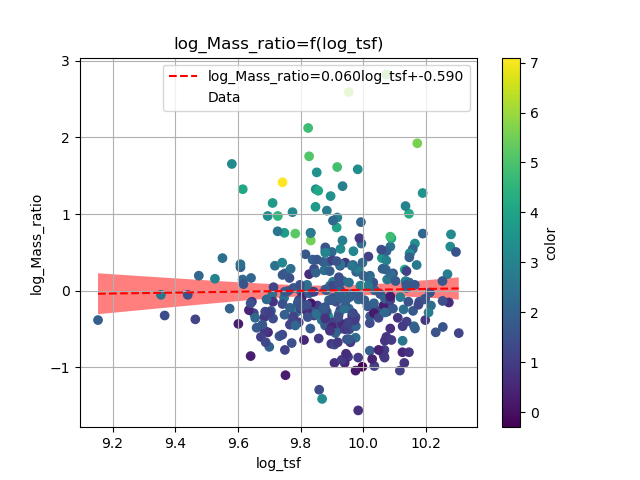 log_Mass_ratio=f(log_tsf)
log_Mass_ratio=0.060log_tsf+-0.590
Data
3
2
1
0
−1
log_Mass_ratio
9.2 9.4 9.6 9.8 10.0 10.2
log_tsf
7
6
5
4
3
2
1
0
color